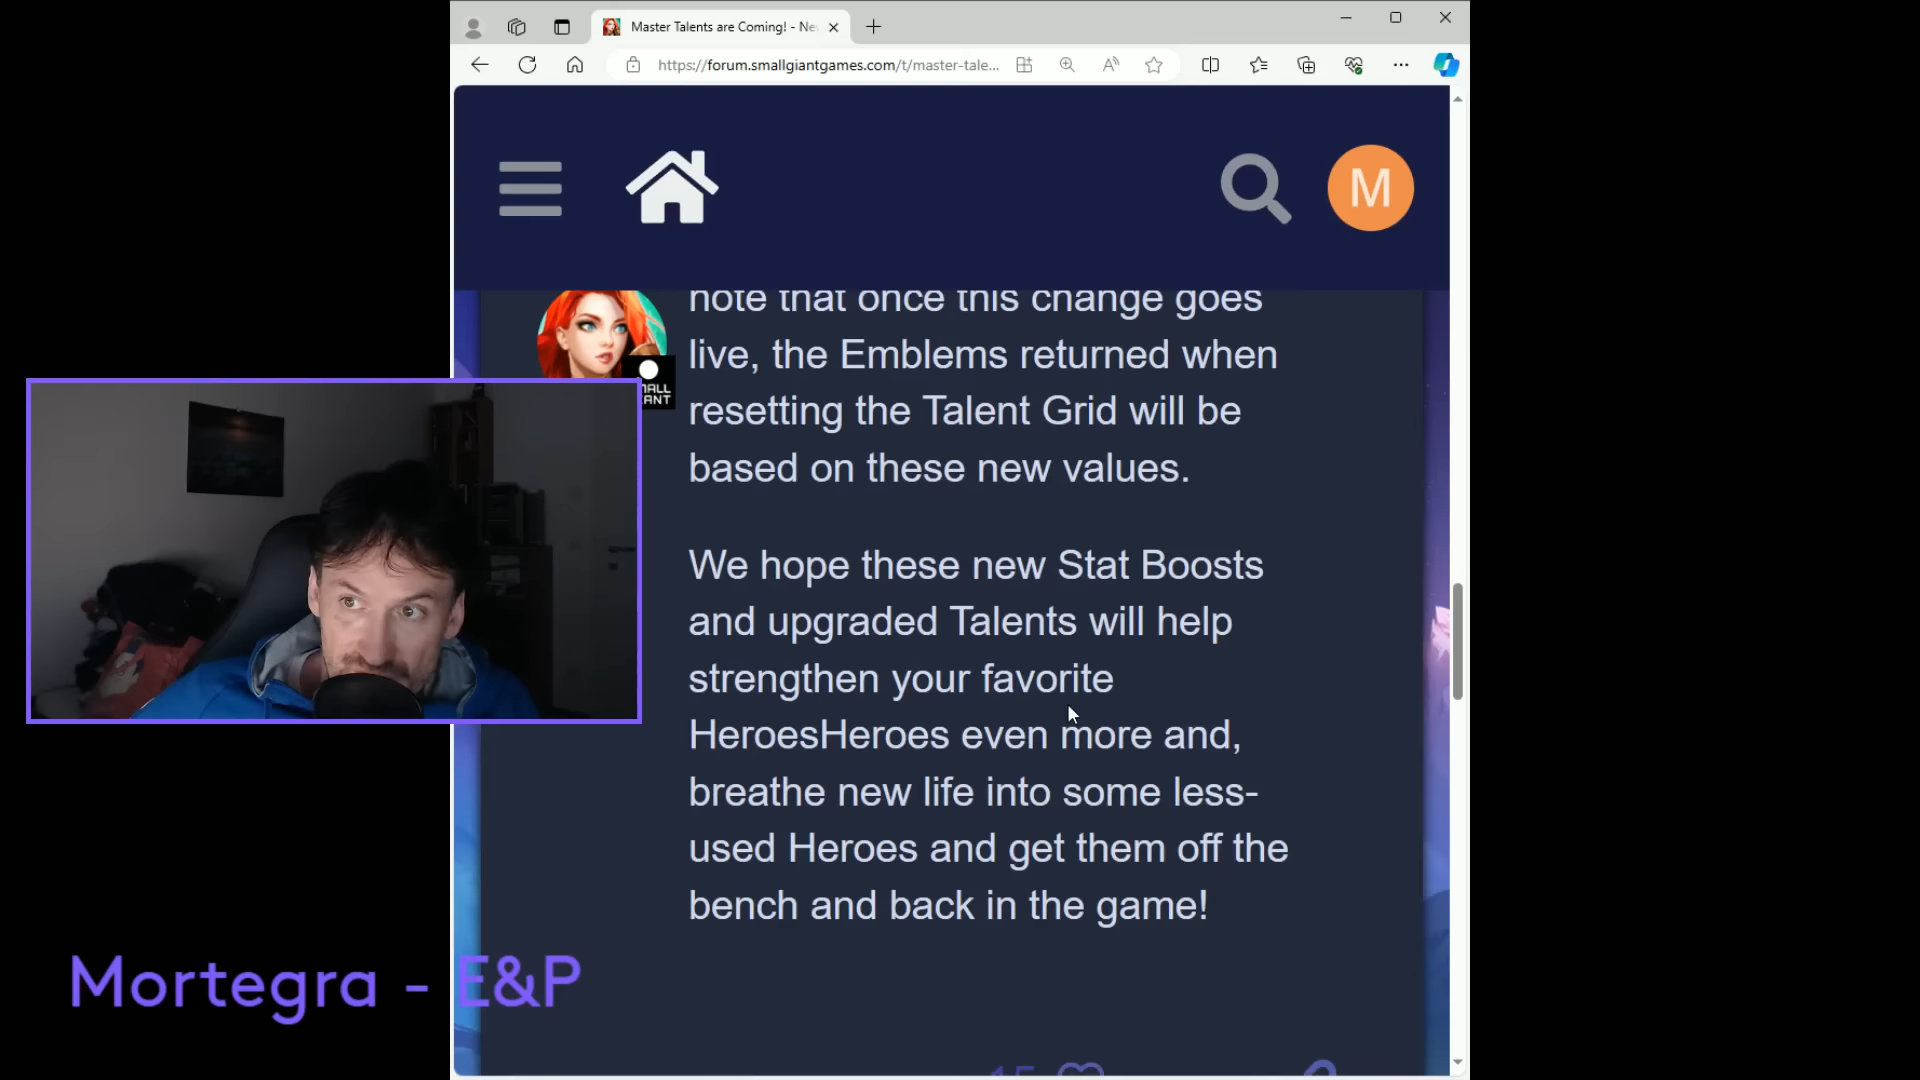 Master Talents are Coming! - Ne
https://forum.smallgiantgames.com/t/master-tale...
M
note that once this change goes
live, the Emblems returned when
resetting the Talent Grid will be
based on these new values.
We hope these new Stat Boosts
and upgraded Talents will help
strengthen your favorite
HeroesHeroes even more and,
breathe new life into some less-
used Heroes and get them off the
bench and back in the game!
15
Mortegra - E&P